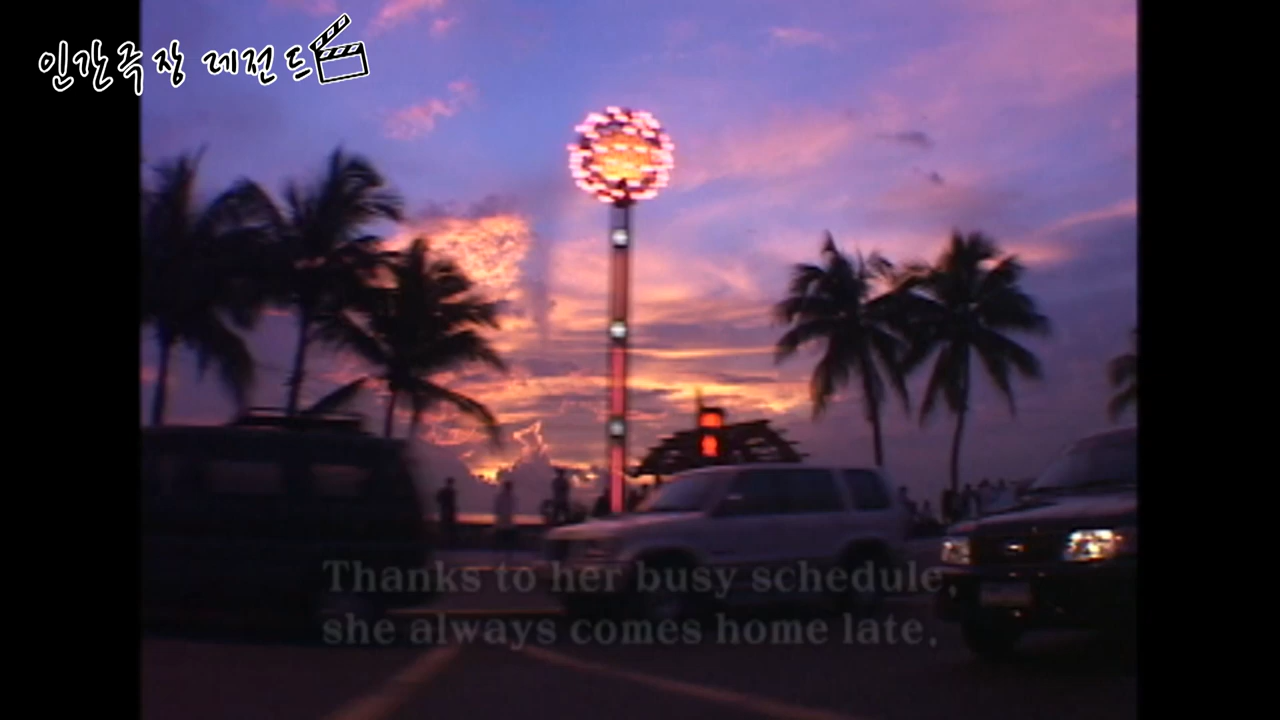 인간극장 레전드
Thanks to her busy schedule,
she always comes home late.